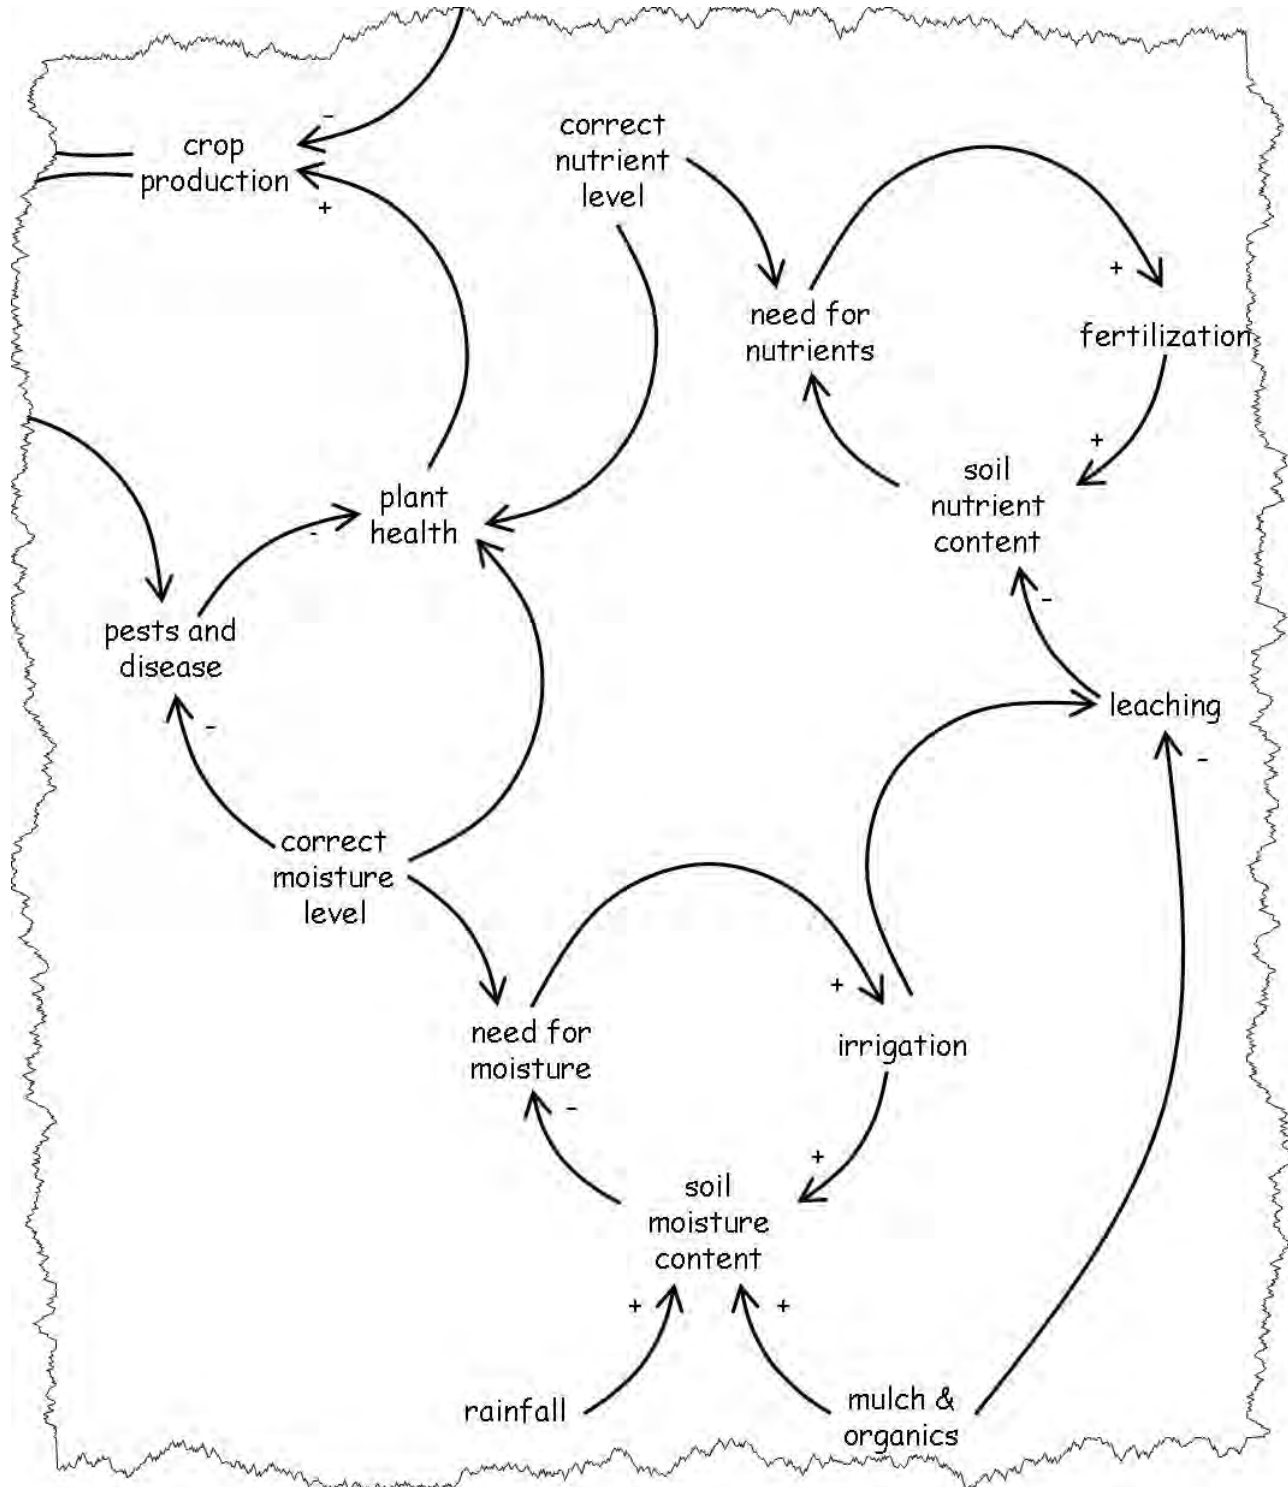 -
crop
production
+
correct
nutrient
level
+
need for
nutrients
fertilization
+
soil
nutrient
content
plant
health
-
-
pests and
disease
-
leaching
-
correct
moisture
level
+
need for
moisture
irrigation
-
+
soil
moisture
content
+
+
rainfall
mulch &
organics